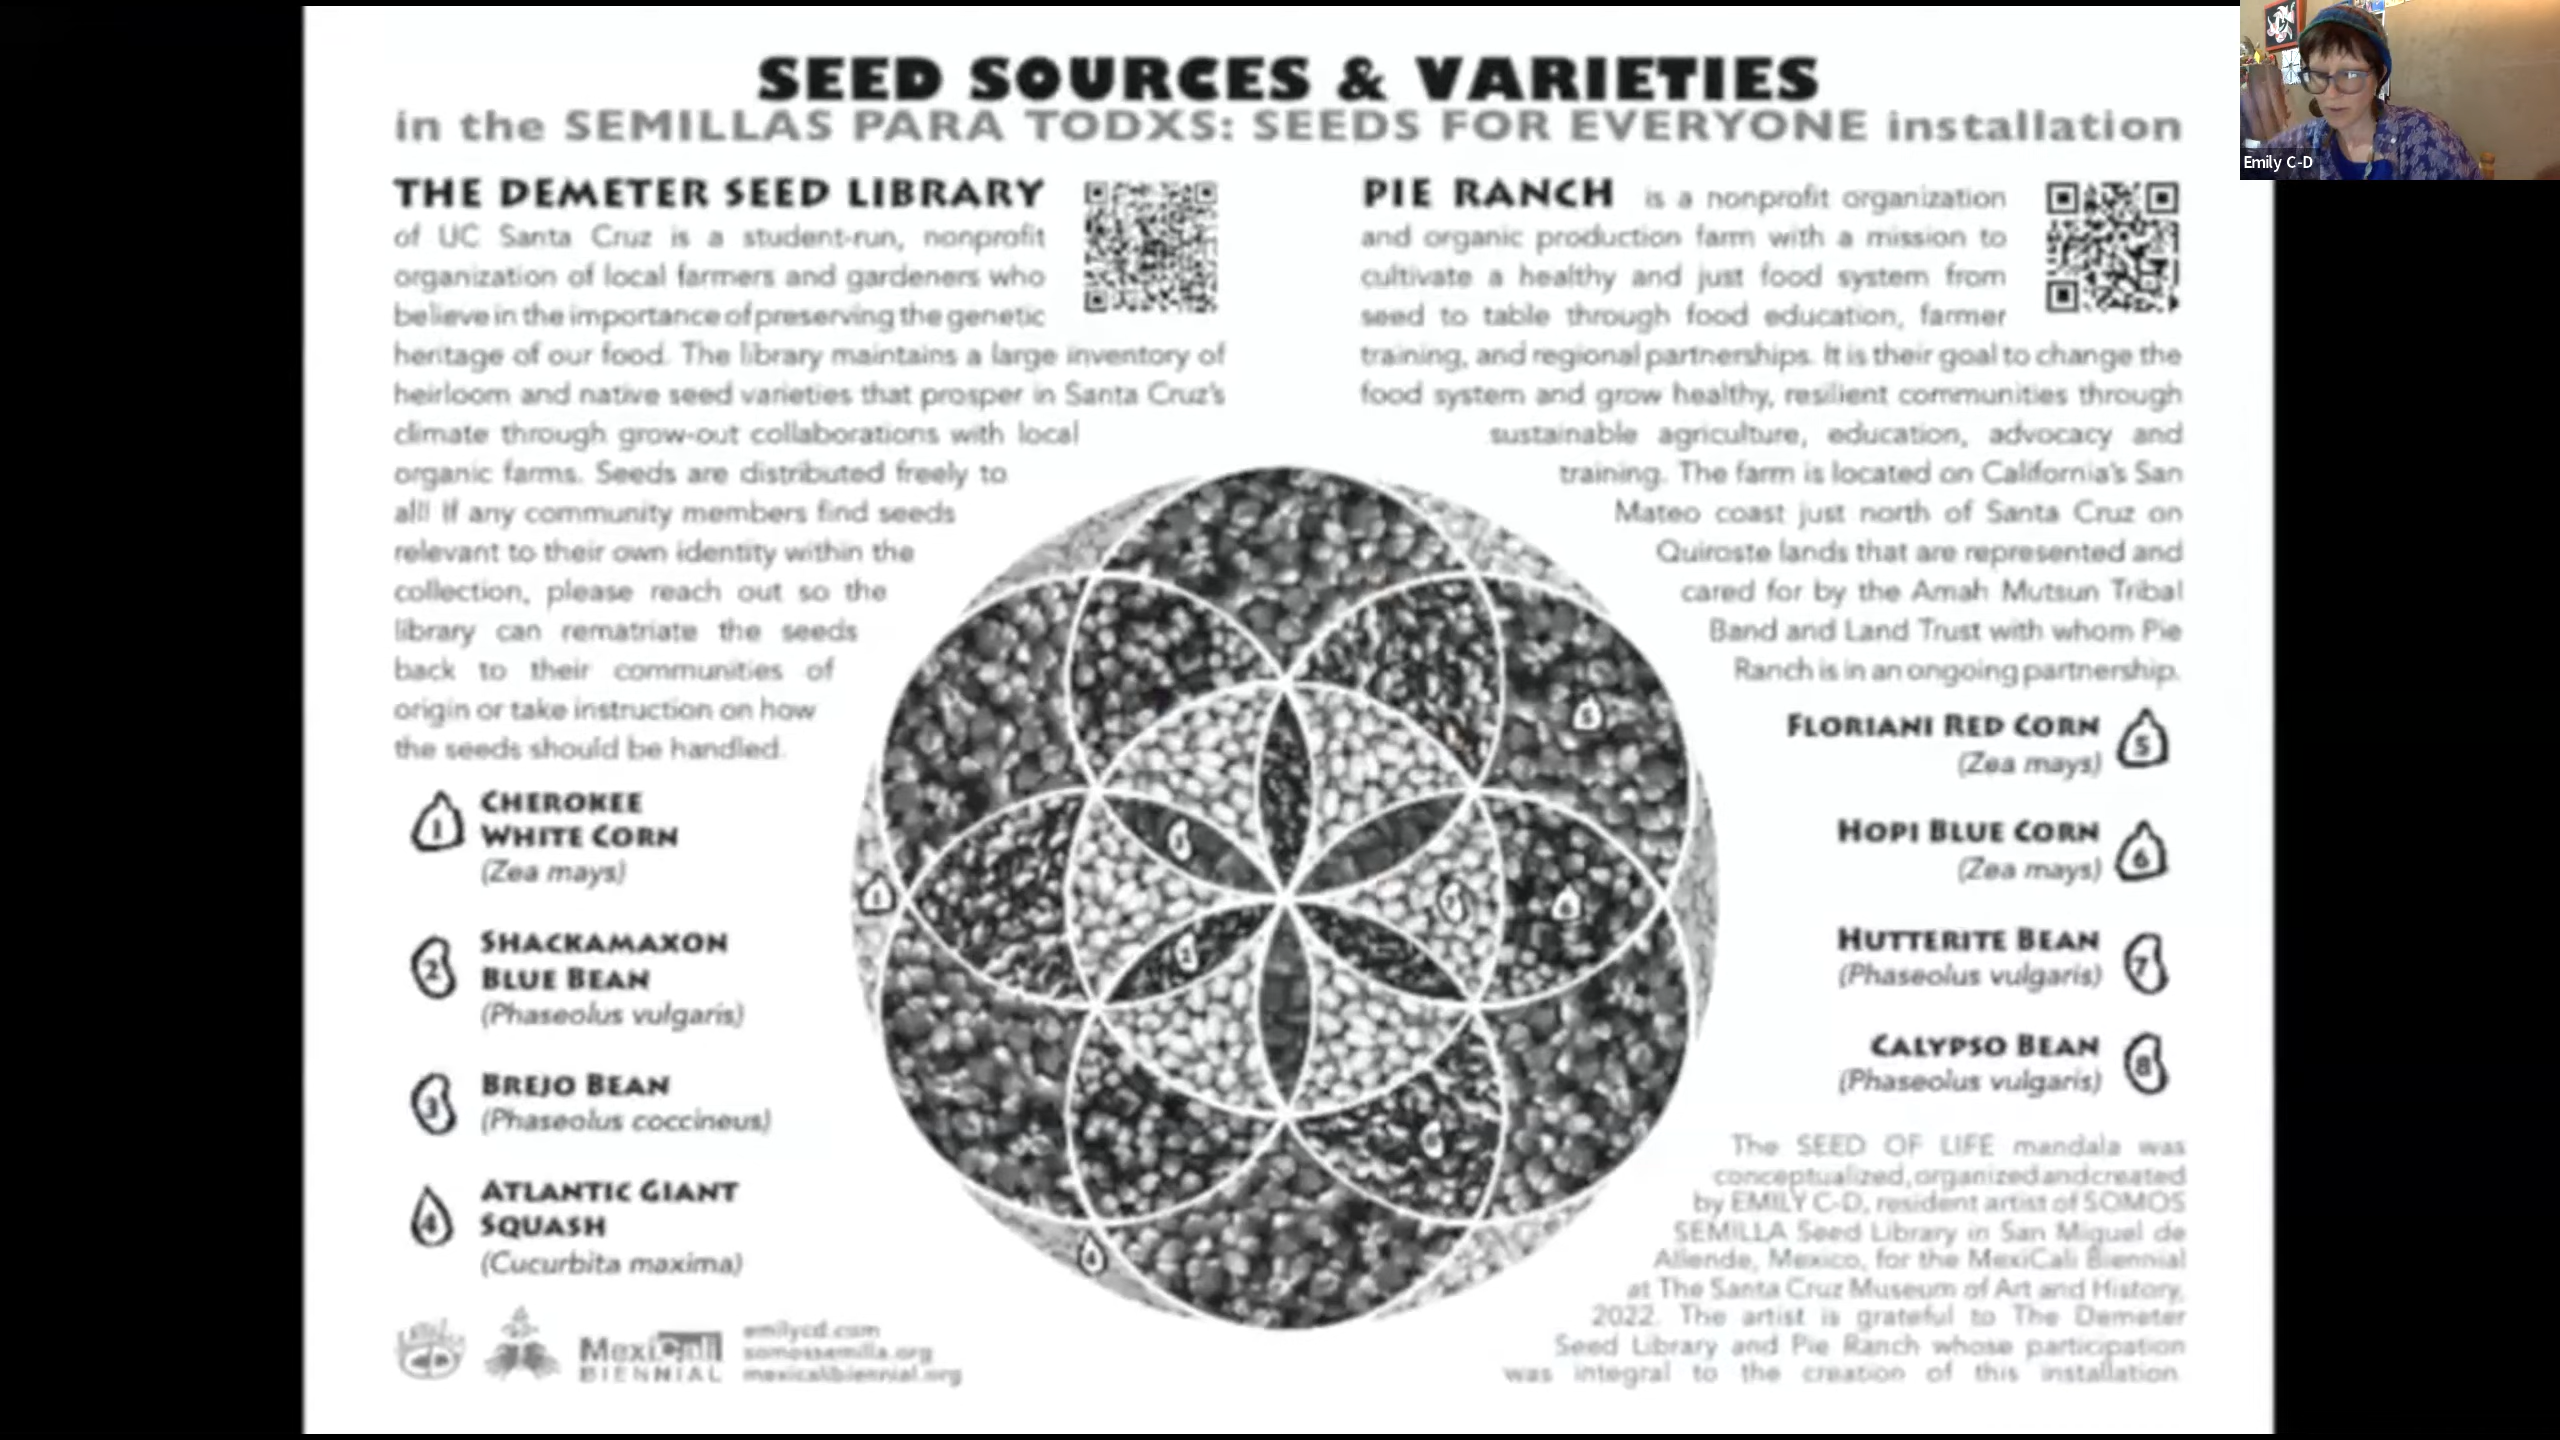 SEED SOURCES & VARIETIES
in the SEMILLAS PARA TODXS: SEEDS FOR EVERYONE installation
THE DEMETER SEED LIBRARY
of UC Santa Cruz is a student-run, nonprofit
organization of local farmers and gardeners who
believe in the importance of preserving the genetic
heritage of our food. The library maintains a large inventory of
heirloom and native seed varieties that prosper in Santa Cruz's
climate through grow-out collaborations with local
organic farms. Seeds are distributed freely to
all! If any community members find seeds
relevant to their own identity within the
collection, please reach out so the
library can rematriate the seeds
back to their communities of
origin or take instruction on how
the seeds should be handled.
1 CHEROKEE
WHITE CORN
(Zea mays)
2 SHACKAMAXON
BLUE BEAN
(Phaseolus vulgaris)
3 BREJO BEAN
(Phaseolus coccineus)
4 ATLANTIC GIANT
SQUASH
(Cucurbita maxima)
MexiCali
BIENNIAL
emilycd.com
somossemilla.org
mexicalibiennial.org
PIE RANCH is a nonprofit organization
and organic production farm with a mission to
cultivate a healthy and just food system from
seed to table through food education, farmer
training, and regional partnerships. It is their goal to change the
food system and grow healthy, resilient communities through
sustainable agriculture, education, advocacy and
training. The farm is located on California's San
Mateo coast just north of Santa Cruz on
Quiroste lands that are represented and
cared for by the Amah Mutsun Tribal
Band and Land Trust with whom Pie
Ranch is in an ongoing partnership.
FLORIANI RED CORN 5
(Zea mays)
HOPI BLUE CORN 6
(Zea mays)
HUTTERITE BEAN 7
(Phaseolus vulgaris)
CALYPSO BEAN 8
(Phaseolus vulgaris)
The SEED OF LIFE mandala was
conceptualized, organized and created
by EMILY C-D, resident artist of SOMOS
SEMILLA Seed Library in San Miguel de
Allende, Mexico, for the MexiCali Biennial
at The Santa Cruz Museum of Art and History,
2022. The artist is grateful to The Demeter
Seed Library and Pie Ranch whose participation
was integral to the creation of this installation.
5
1
7
6
2
4
Emily C-D